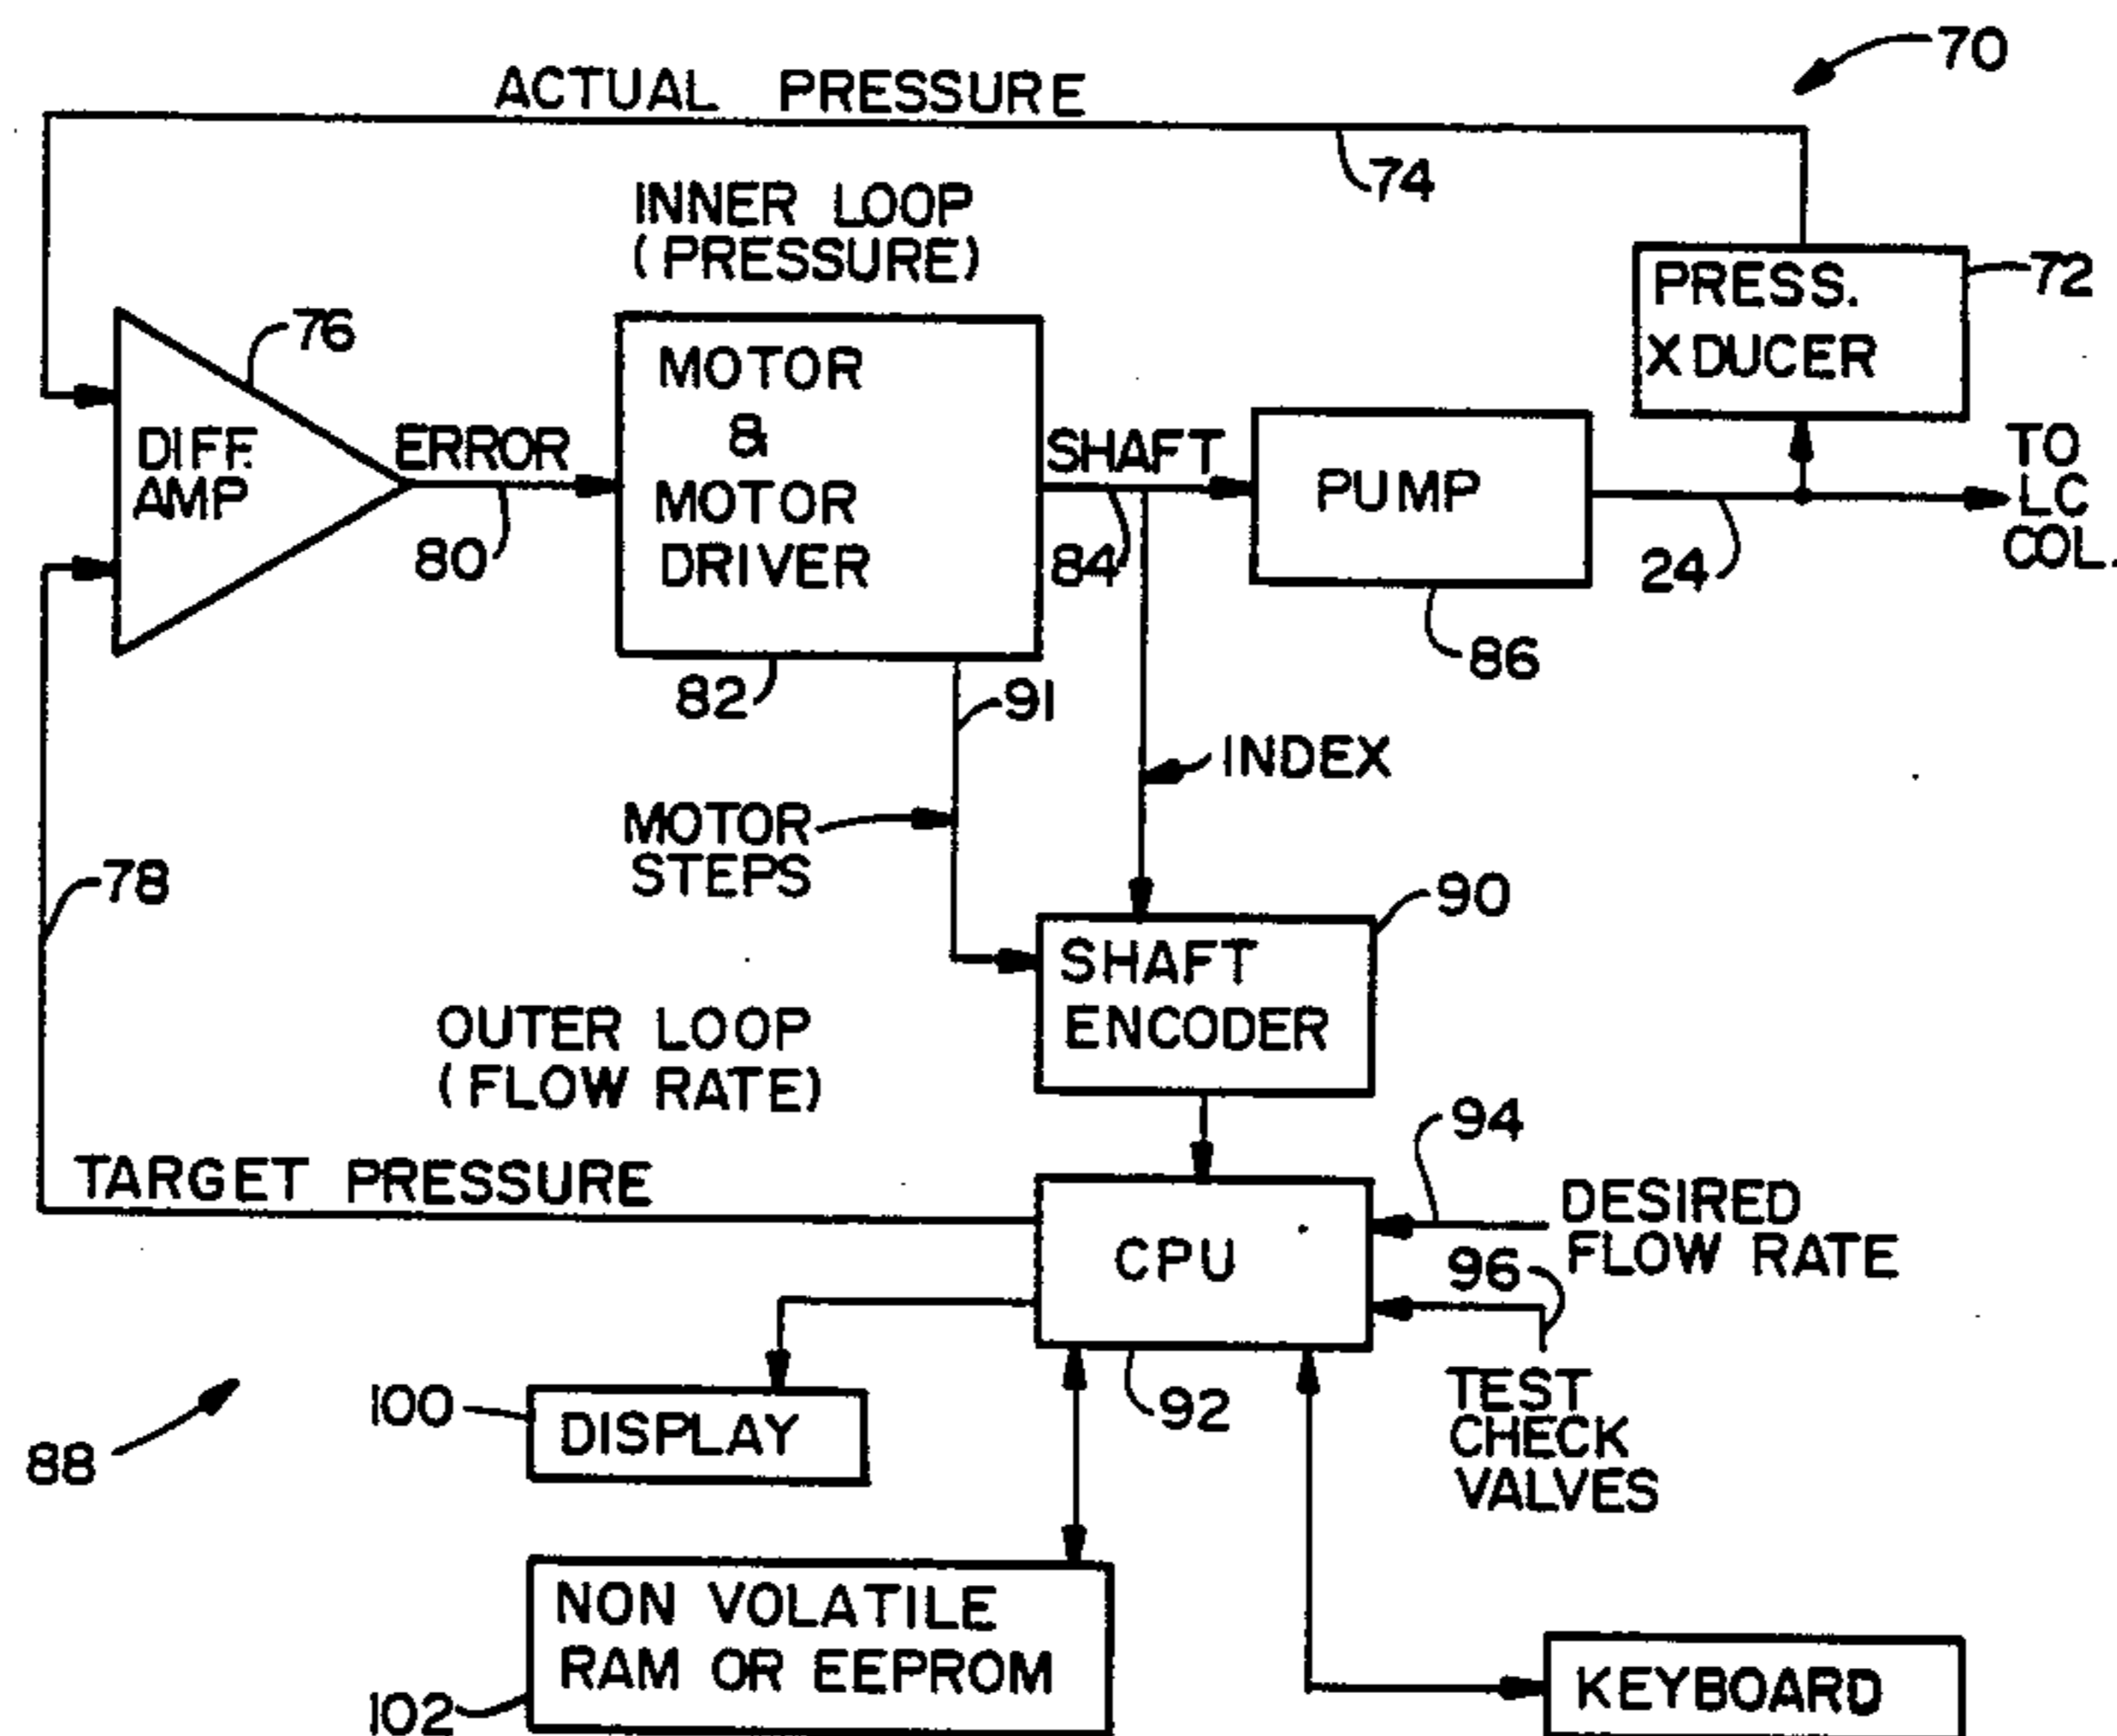 70
ACTUAL PRESSURE
74
INNER LOOP
(PRESSURE)
72
PRESS.
XDUCER
76
DIFF.
AMP
ERROR
80
MOTOR
&
MOTOR
DRIVER
82
SHAFT
84
PUMP
86
24
TO
LC
COL.
91
INDEX
MOTOR
STEPS
78
90
SHAFT
ENCODER
OUTER LOOP
(FLOW RATE)
TARGET PRESSURE
94
DESIRED
FLOW RATE
CPU
96
92
TEST
CHECK
VALVES
100
DISPLAY
88
NON VOLATILE
RAM OR EEPROM
102
KEYBOARD